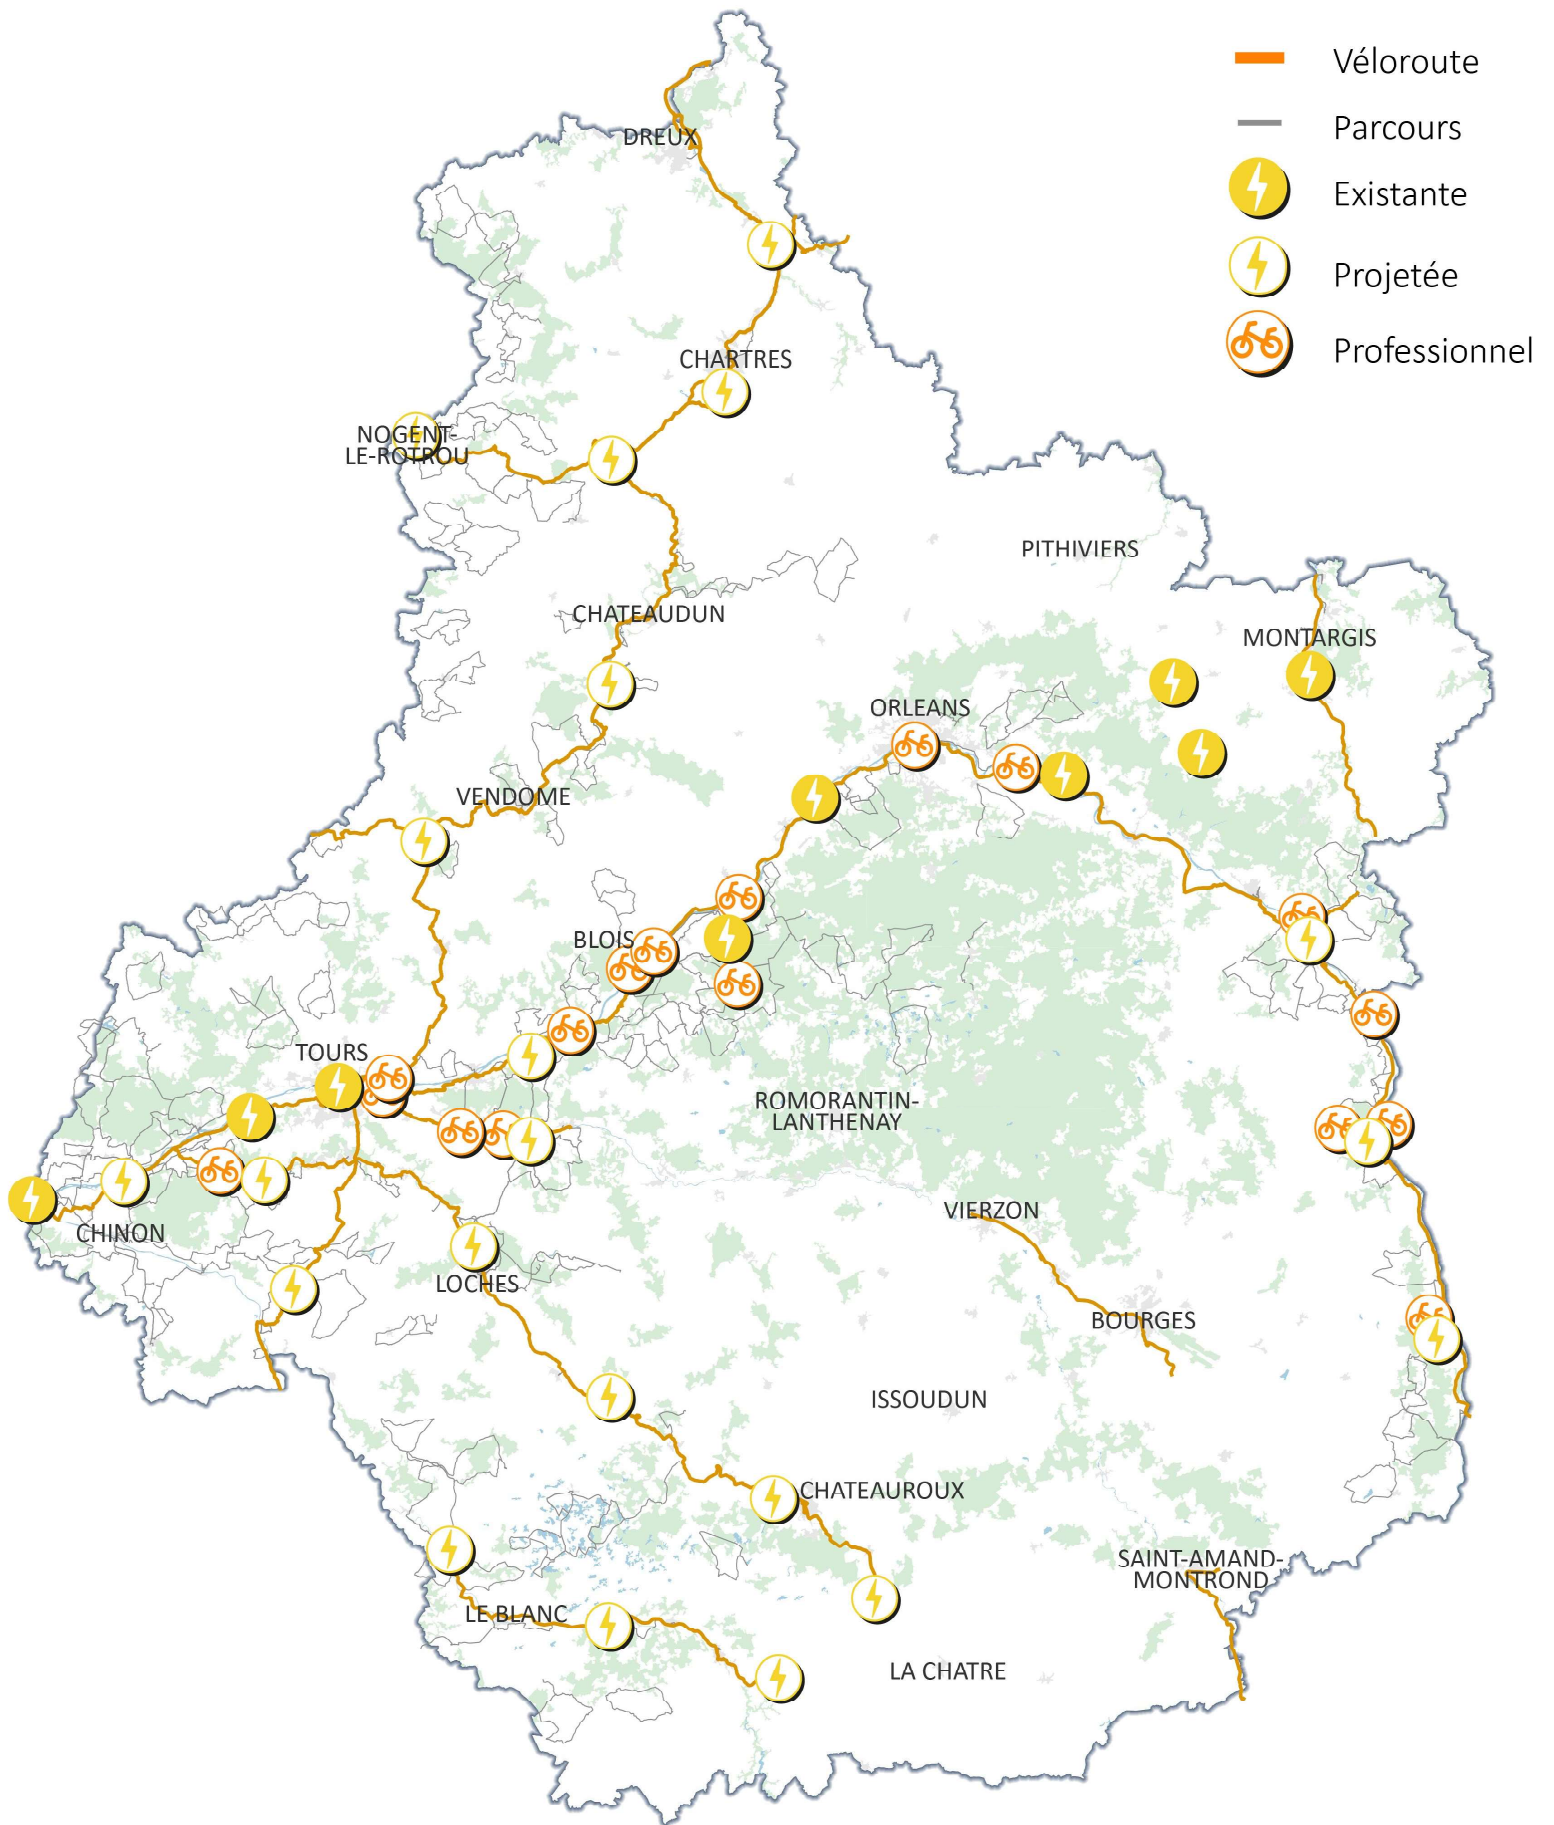 Véloroute
Parcours
Existante
Projetée
Professionnel
DREUX
CHARTRES
NOGENT-
LE-ROTROU
PITHIVIERS
CHATEAUDUN
MONTARGIS
ORLEANS
VENDOME
BLOIS
TOURS
ROMORANTIN-
LANTHENAY
VIERZON
CHINON
LOCHES
BOURGES
ISSOUDUN
CHATEAUROUX
SAINT-AMAND-
MONTROND
LE BLANC
LA CHATRE